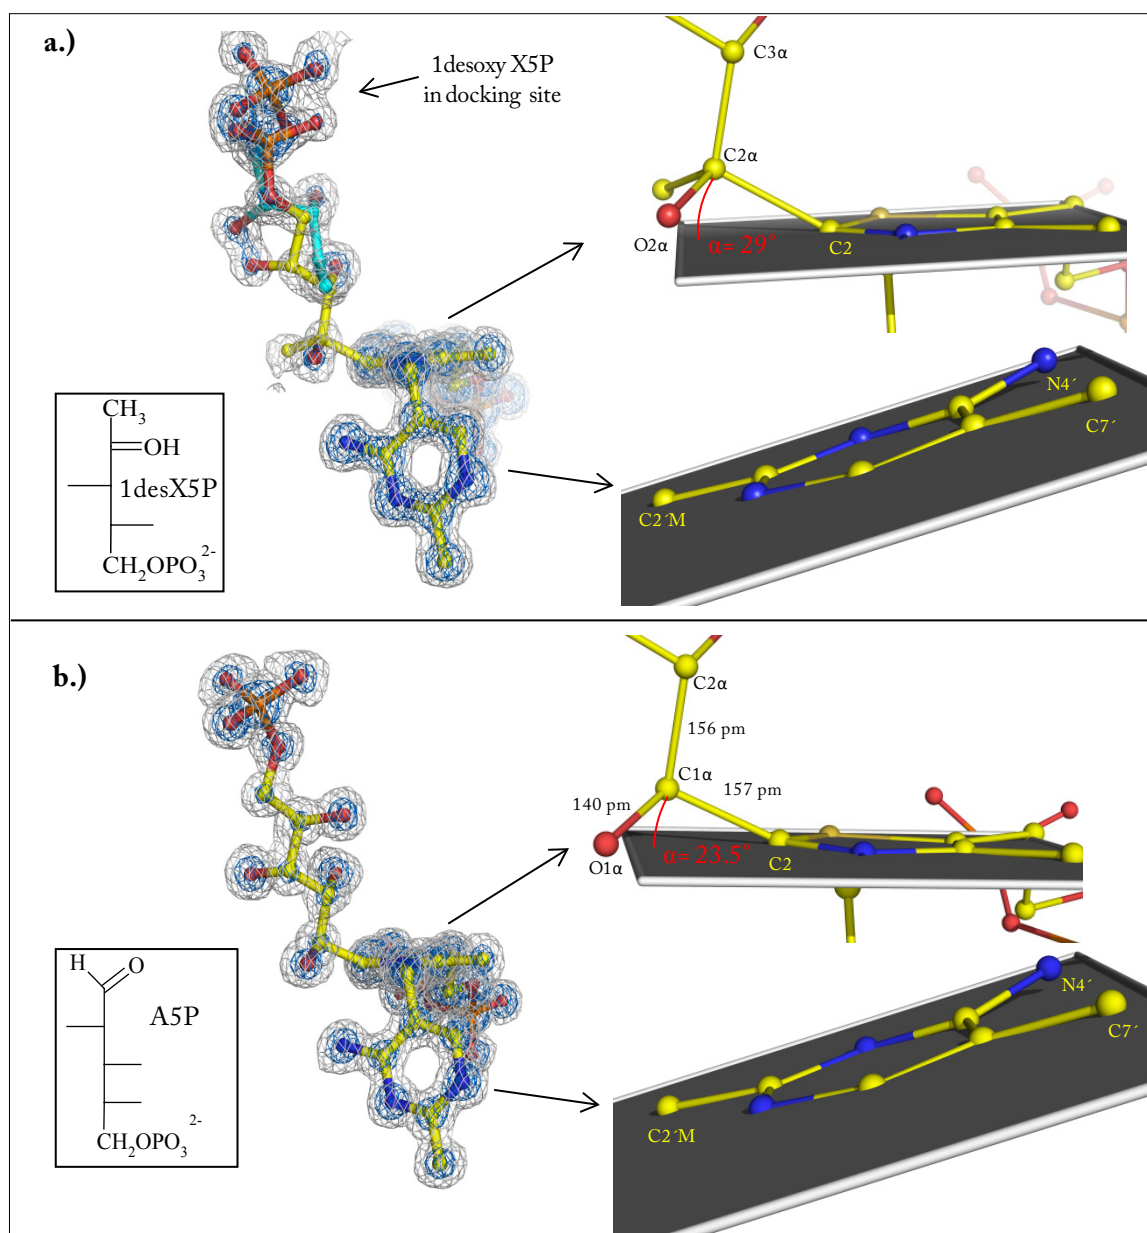 a.)
1desoxy X5P
in docking site
C3α
C2α
O2α
α= 29°
C2
N4´
C7´
C2´M
CH3
OH
1desX5P
CH2OPO3 2-
b.)
C2α
156 pm
C1α
157 pm
140 pm
O1α
α= 23.5°
C2
N4´
C7´
C2´M
H
O
A5P
CH2OPO3 2-